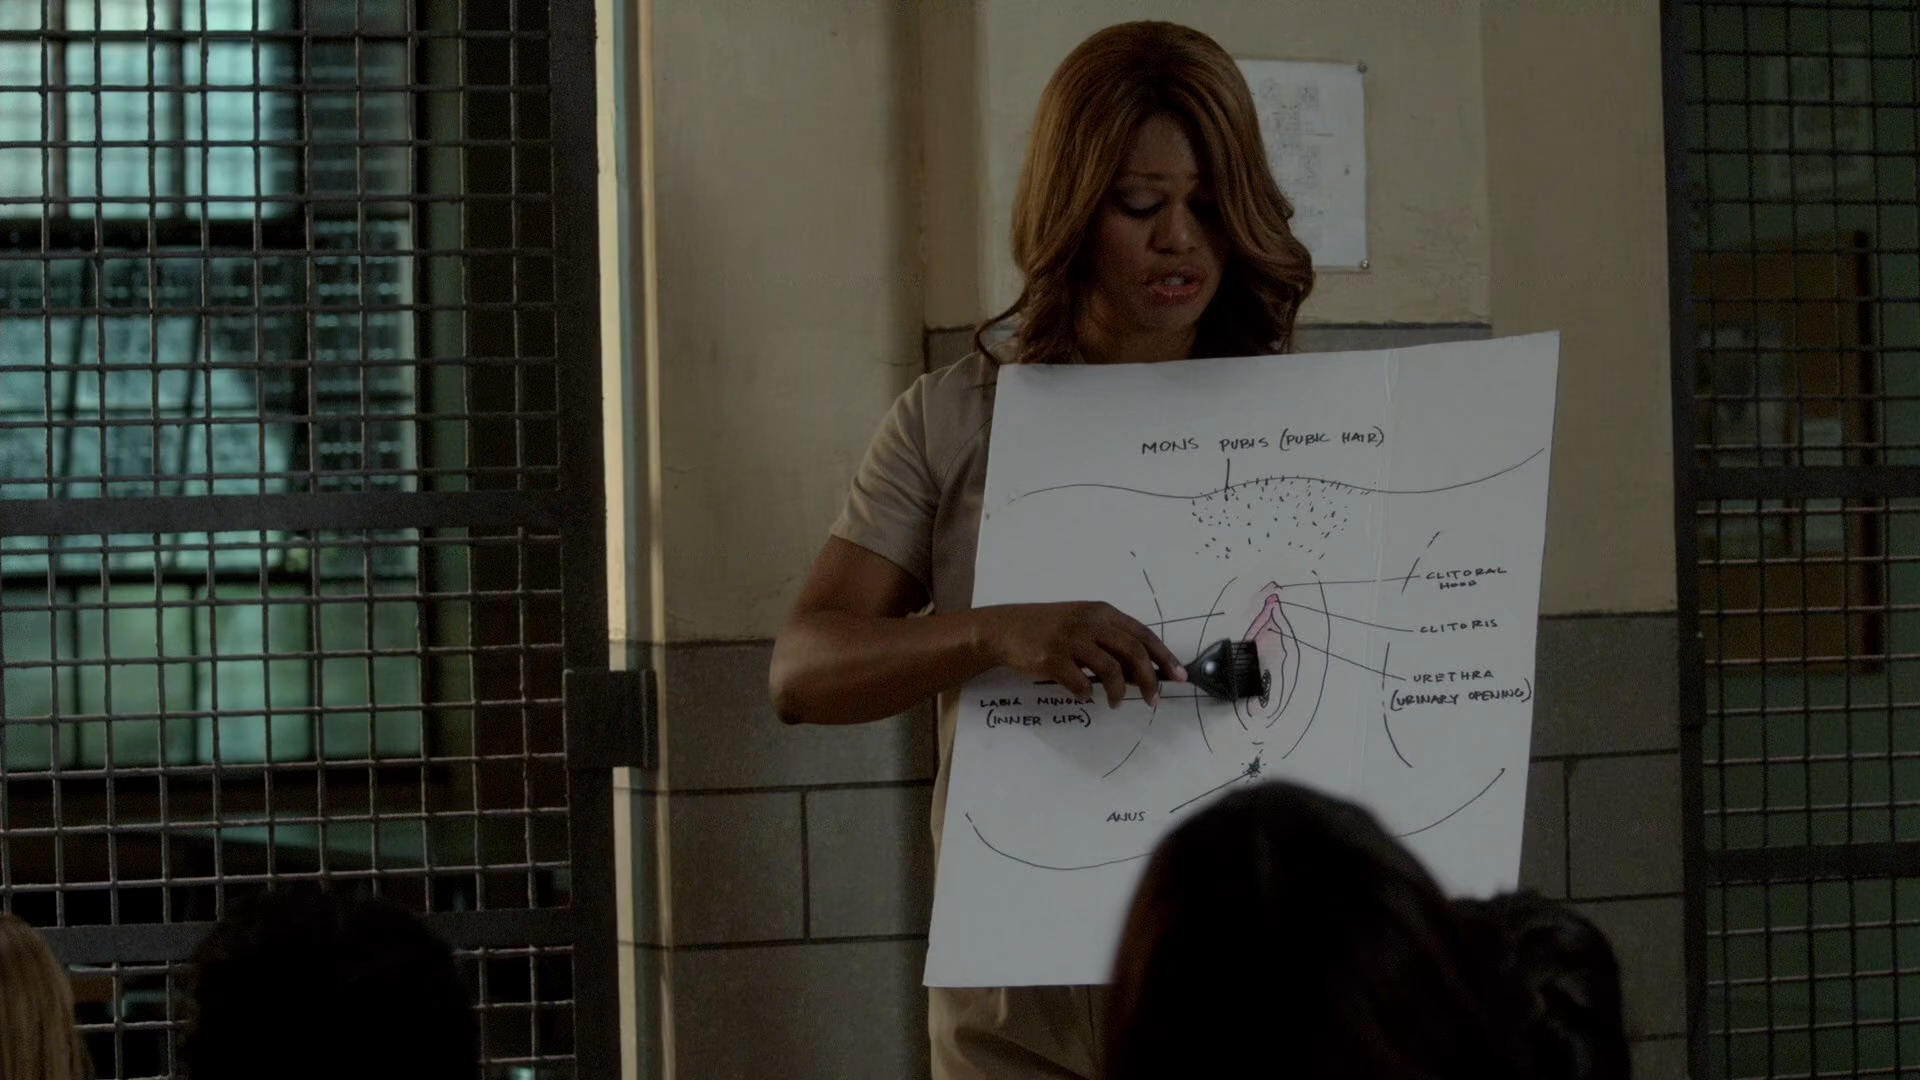 MONS PUBIS (PUBIC HAIR)
CLITORAL
HOOD
CLITORIS
URETHRA
(URINARY OPENING)
LABIA MINORA
(INNER LIPS)
ANUS